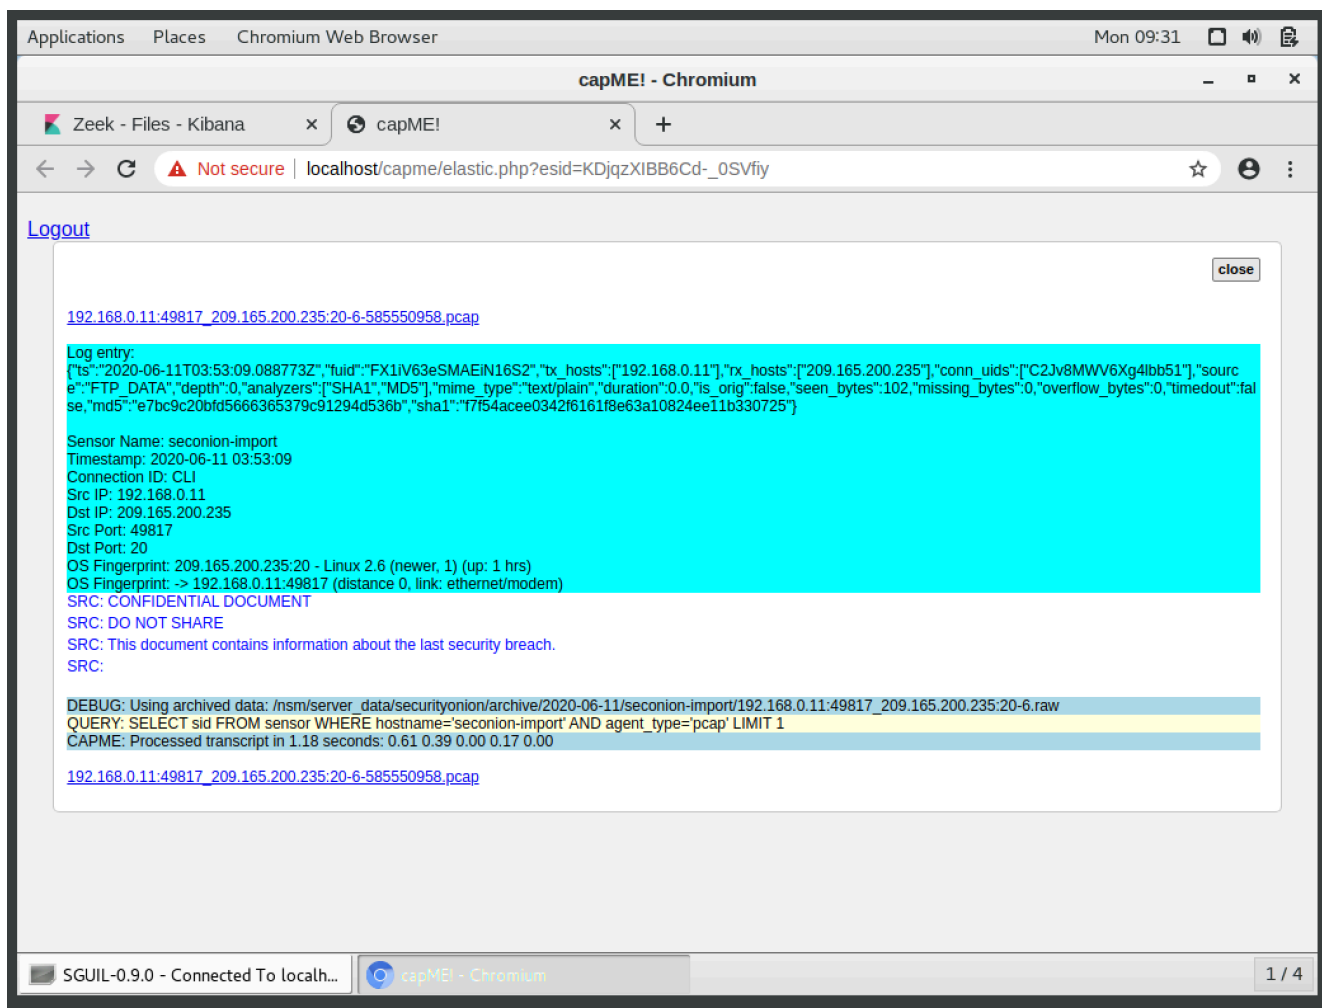 Applications Places Chromium Web Browser Mon 09:31
capME! - Chromium
Zeek - Files - Kibana capME!
Not secure localhost/capme/elastic.php?esid=KDjqzXIBB6Cd-_0SVfiy
Logout
close
192.168.0.11:49817_209.165.200.235:20-6-585550958.pcap
Log entry:
{"ts":"2020-06-11T03:53:09.088773Z","fuid":"FX1iV63eSMAEiN16S2","tx_hosts":["192.168.0.11"],"rx_hosts":["209.165.200.235"],"conn_uids":["C2Jv8MWV6Xg4lbb51"],"sourc
e":"FTP_DATA","depth":0,"analyzers":["SHA1","MD5"],"mime_type":"text/plain","duration":0.0,"is_orig":false,"seen_bytes":102,"missing_bytes":0,"overflow_bytes":0,"timedout":fal
se,"md5":"e7bc9c20bfd5666365379c91294d536b","sha1":"f7f54acee0342f6161f8e63a10824ee11b330725"}
Sensor Name: seconion-import
Timestamp: 2020-06-11 03:53:09
Connection ID: CLI
Src IP: 192.168.0.11
Dst IP: 209.165.200.235
Src Port: 49817
Dst Port: 20
OS Fingerprint: 209.165.200.235:20 - Linux 2.6 (newer, 1) (up: 1 hrs)
OS Fingerprint: -> 192.168.0.11:49817 (distance 0, link: ethernet/modem)
SRC: CONFIDENTIAL DOCUMENT
SRC: DO NOT SHARE
SRC: This document contains information about the last security breach.
SRC:
DEBUG: Using archived data: /nsm/server_data/securityonion/archive/2020-06-11/seconion-import/192.168.0.11:49817_209.165.200.235:20-6.raw
QUERY: SELECT sid FROM sensor WHERE hostname='seconion-import' AND agent_type='pcap' LIMIT 1
CAPME: Processed transcript in 1.18 seconds: 0.61 0.39 0.00 0.17 0.00
192.168.0.11:49817_209.165.200.235:20-6-585550958.pcap
SGUIL-0.9.0 - Connected To localh... capME! - Chromium 1 / 4